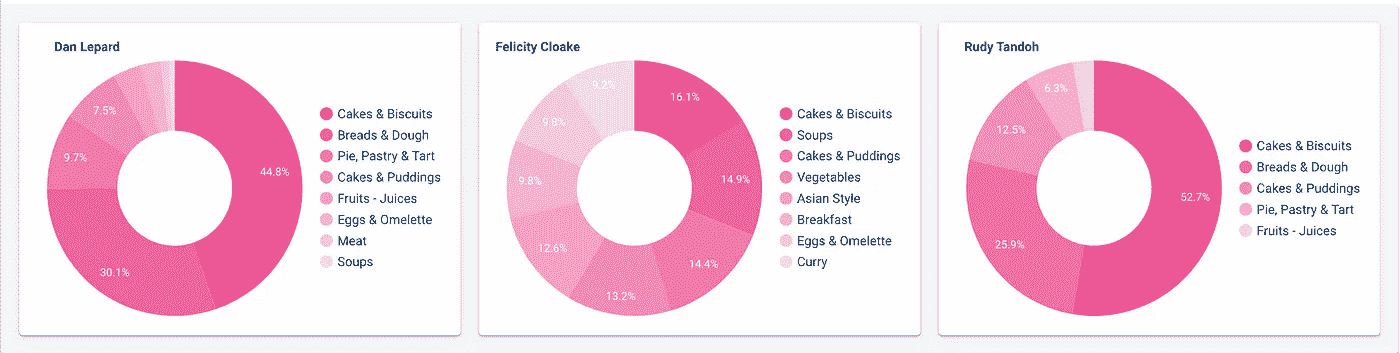 Dan Lepard
7.5%
9.7%
44.8%
30.1%
Cakes & Biscuits
Breads & Dough
Pie, Pastry & Tart
Cakes & Puddings
Fruits - Juices
Eggs & Omelette
Meat
Soups
Felicity Cloake
9.2%
16.1%
9.8%
9.8%
14.9%
12.6%
14.4%
13.2%
Cakes & Biscuits
Soups
Cakes & Puddings
Vegetables
Asian Style
Breakfast
Eggs & Omelette
Curry
Rudy Tandoh
6.3%
12.5%
52.7%
25.9%
Cakes & Biscuits
Breads & Dough
Cakes & Puddings
Pie, Pastry & Tart
Fruits - Juices